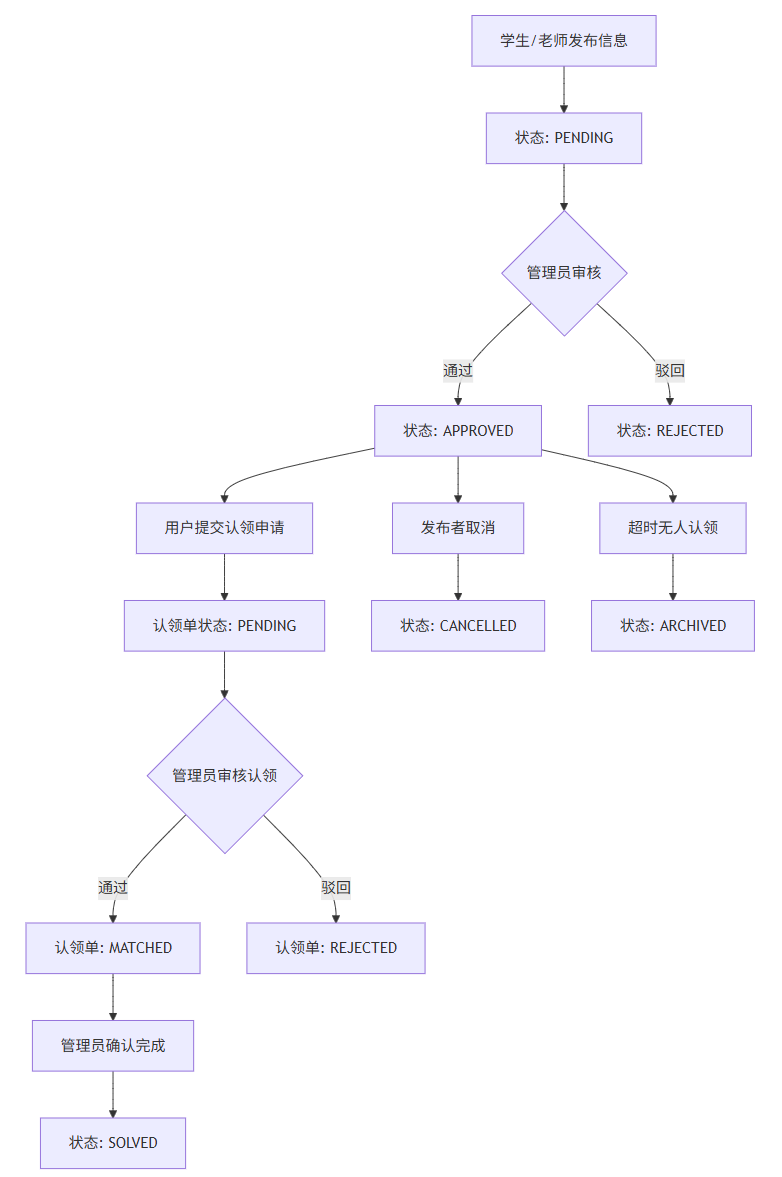 学生/老师发布信息
状态: PENDING
管理员审核
通过
驳回
状态: APPROVED
状态: REJECTED
用户提交认领申请
发布者取消
超时无人认领
认领单状态: PENDING
状态: CANCELLED
状态: ARCHIVED
管理员审核认领
通过
驳回
认领单: MATCHED
认领单: REJECTED
管理员确认完成
状态: SOLVED